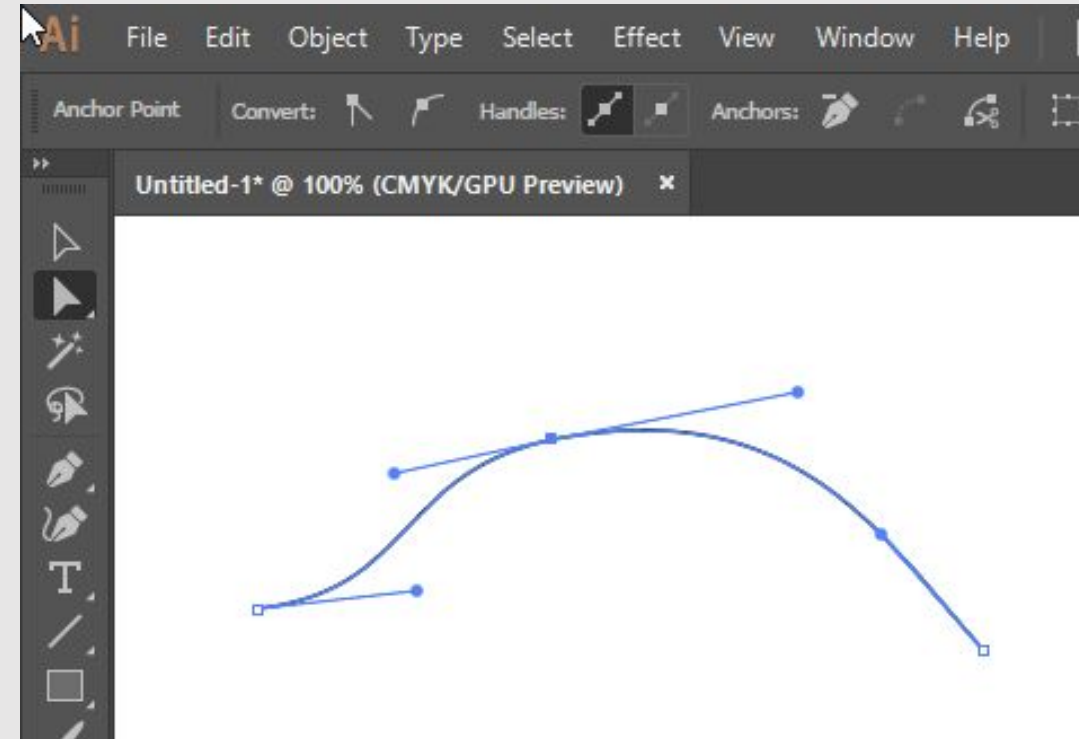 Ai File Edit Object Type Select Effect View Window Help
Anchor Point Convert: Handles: Anchors:
Untitled-1* @ 100% (CMYK/GPU Preview) ×
T